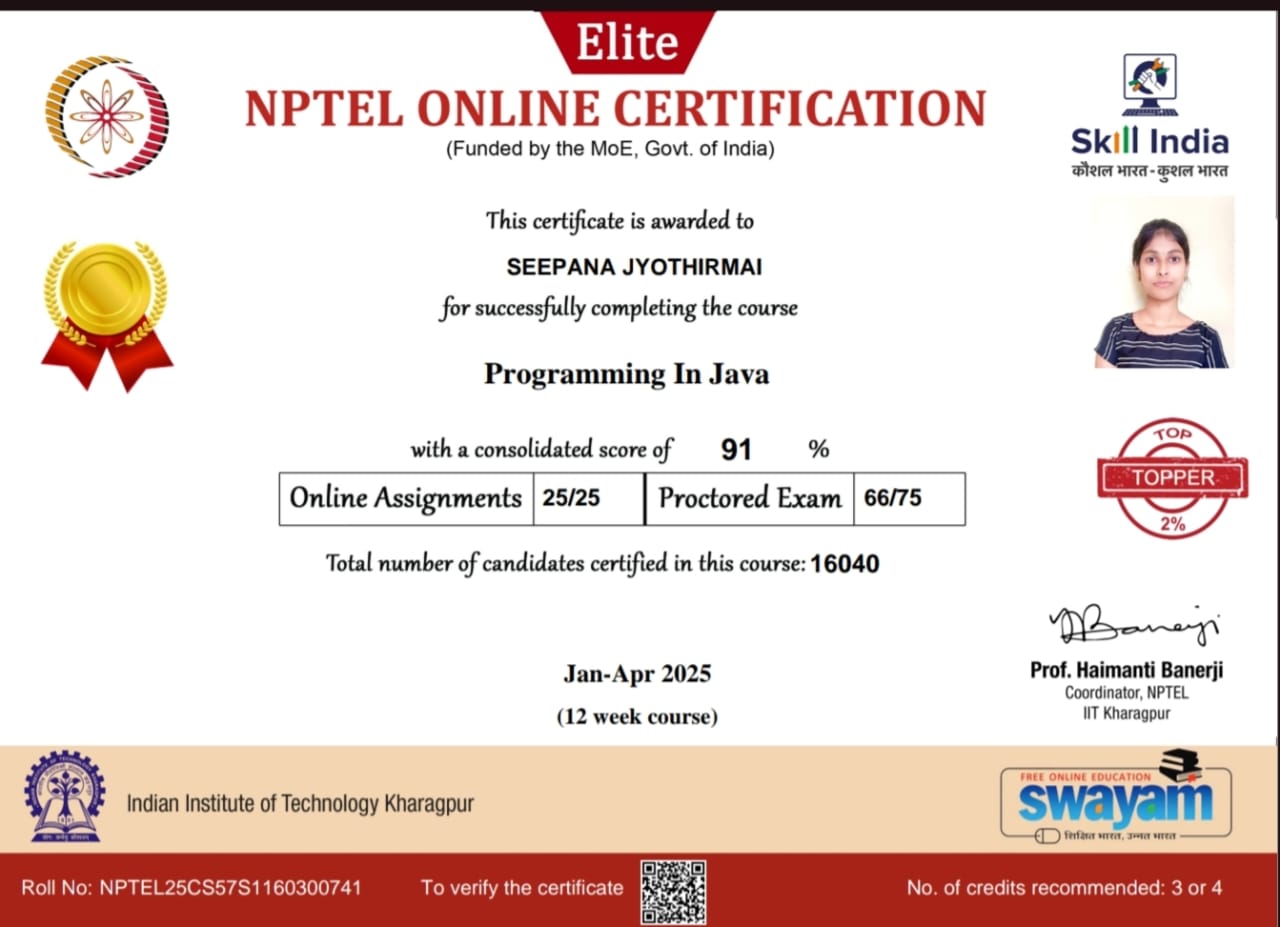 Elite
NPTEL ONLINE CERTIFICATION
(Funded by the MoE, Govt. of India)
Skill India
कौशल भारत - कुशल भारत
This certificate is awarded to
SEEPANA JYOTHIRMAI
for successfully completing the course
Programming In Java
with a consolidated score of 91 %
Online Assignments 25/25 Proctored Exam 66/75
TOP
TOPPER
2%
Total number of candidates certified in this course: 16040
Prof. Haimanti Banerji
Coordinator, NPTEL
IIT Kharagpur
Jan-Apr 2025
(12 week course)
Indian Institute of Technology Kharagpur
FREE ONLINE EDUCATION
swayam
शिक्षित भारत, उन्नत भारत
Roll No: NPTEL25CS57S1160300741 To verify the certificate No. of credits recommended: 3 or 4